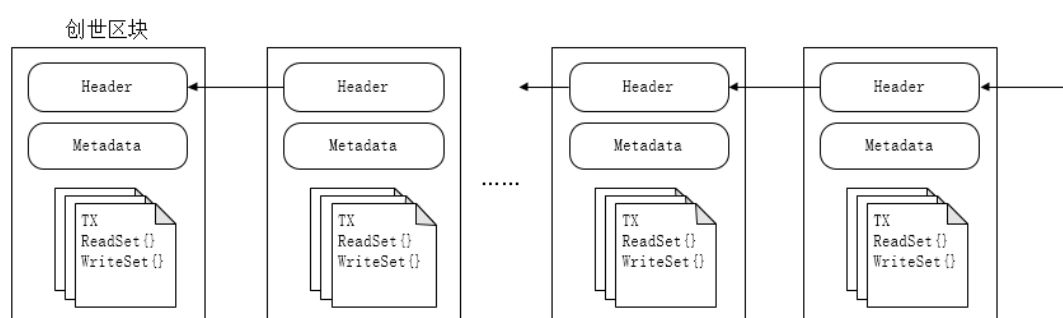 创世区块
Header
Metadata
TX
ReadSet{}
WriteSet{}
Header
Metadata
TX
ReadSet{}
WriteSet{}
……
Header
Metadata
TX
ReadSet{}
WriteSet{}
Header
Metadata
TX
ReadSet{}
WriteSet{}